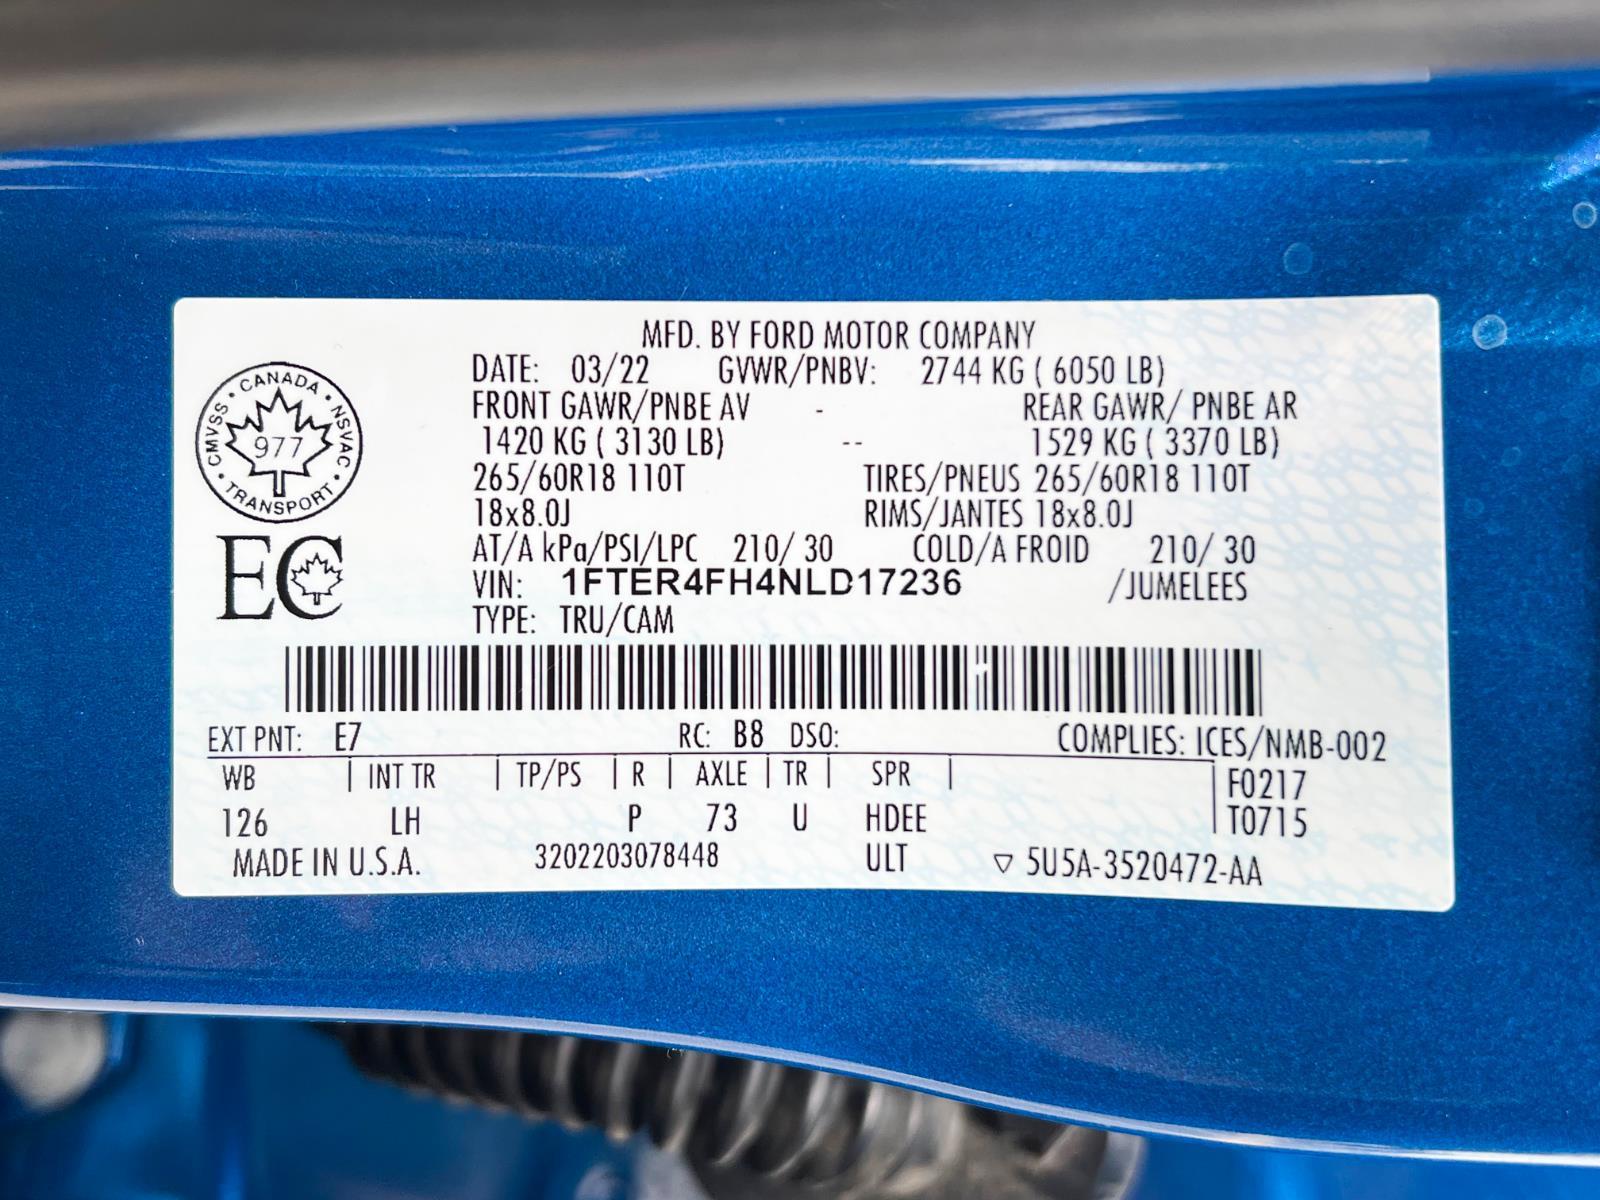 MFD. BY FORD MOTOR COMPANY
DATE: 03/22 GVWR/PNBV: 2744 KG ( 6050 LB)
FRONT GAWR/PNBE AV - REAR GAWR/ PNBE AR
1420 KG ( 3130 LB) -- 1529 KG ( 3370 LB)
265/60R18 110T TIRES/PNEUS 265/60R18 110T
18x8.0J RIMS/JANTES 18x8.0J
AT/A kPa/PSI/LPC 210/ 30 COLD/A FROID 210/ 30
VIN: 1FTER4FH4NLD17236 /JUMELEES
TYPE: TRU/CAM
CANADA
CMVSS 977 NSVAC
TRANSPORT
EC
EXT PNT: E7 RC: B8 DSO: COMPLIES: ICES/NMB-002
WB | INT TR | TP/PS | R | AXLE | TR | SPR | | F0217
126 LH P 73 U HDEE | T0715
MADE IN U.S.A. 3202203078448 ULT ▽ 5U5A-3520472-AA